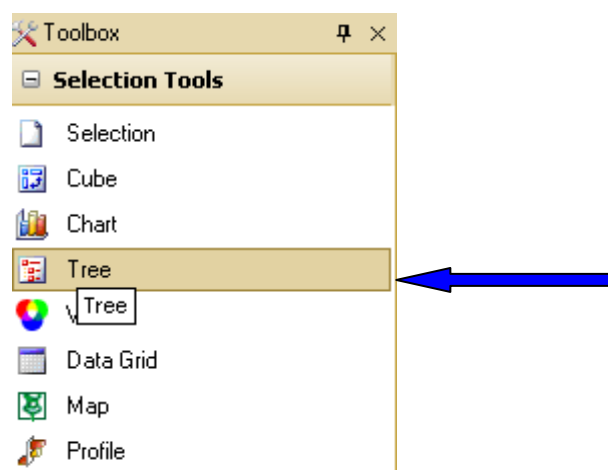 Toolbox
Selection Tools
Selection
Cube
Chart
Tree
Tree
Data Grid
Map
Profile